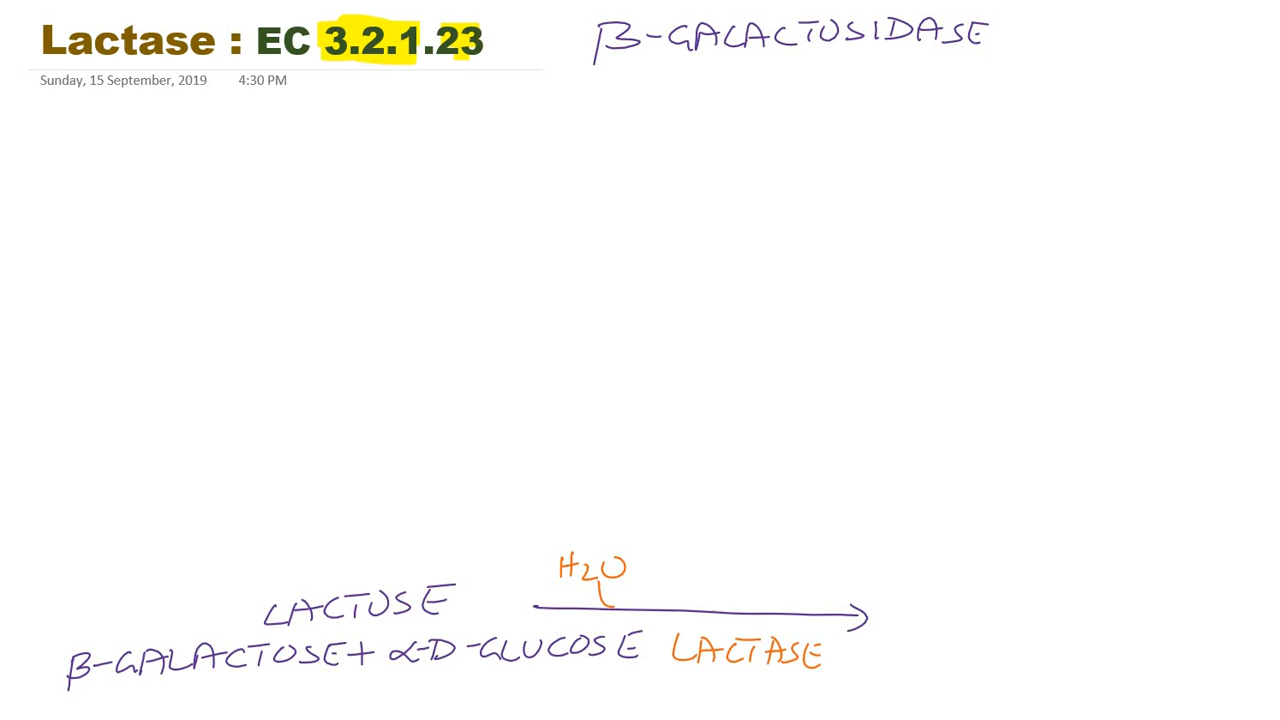 Lactase : EC 3.2.1.23
β-GALACTOSIDASE
Sunday, 15 September, 2019 4:30 PM
H2O
LACTOSE
β-GALACTOSE+ α-D-GLUCOSE LACTASE